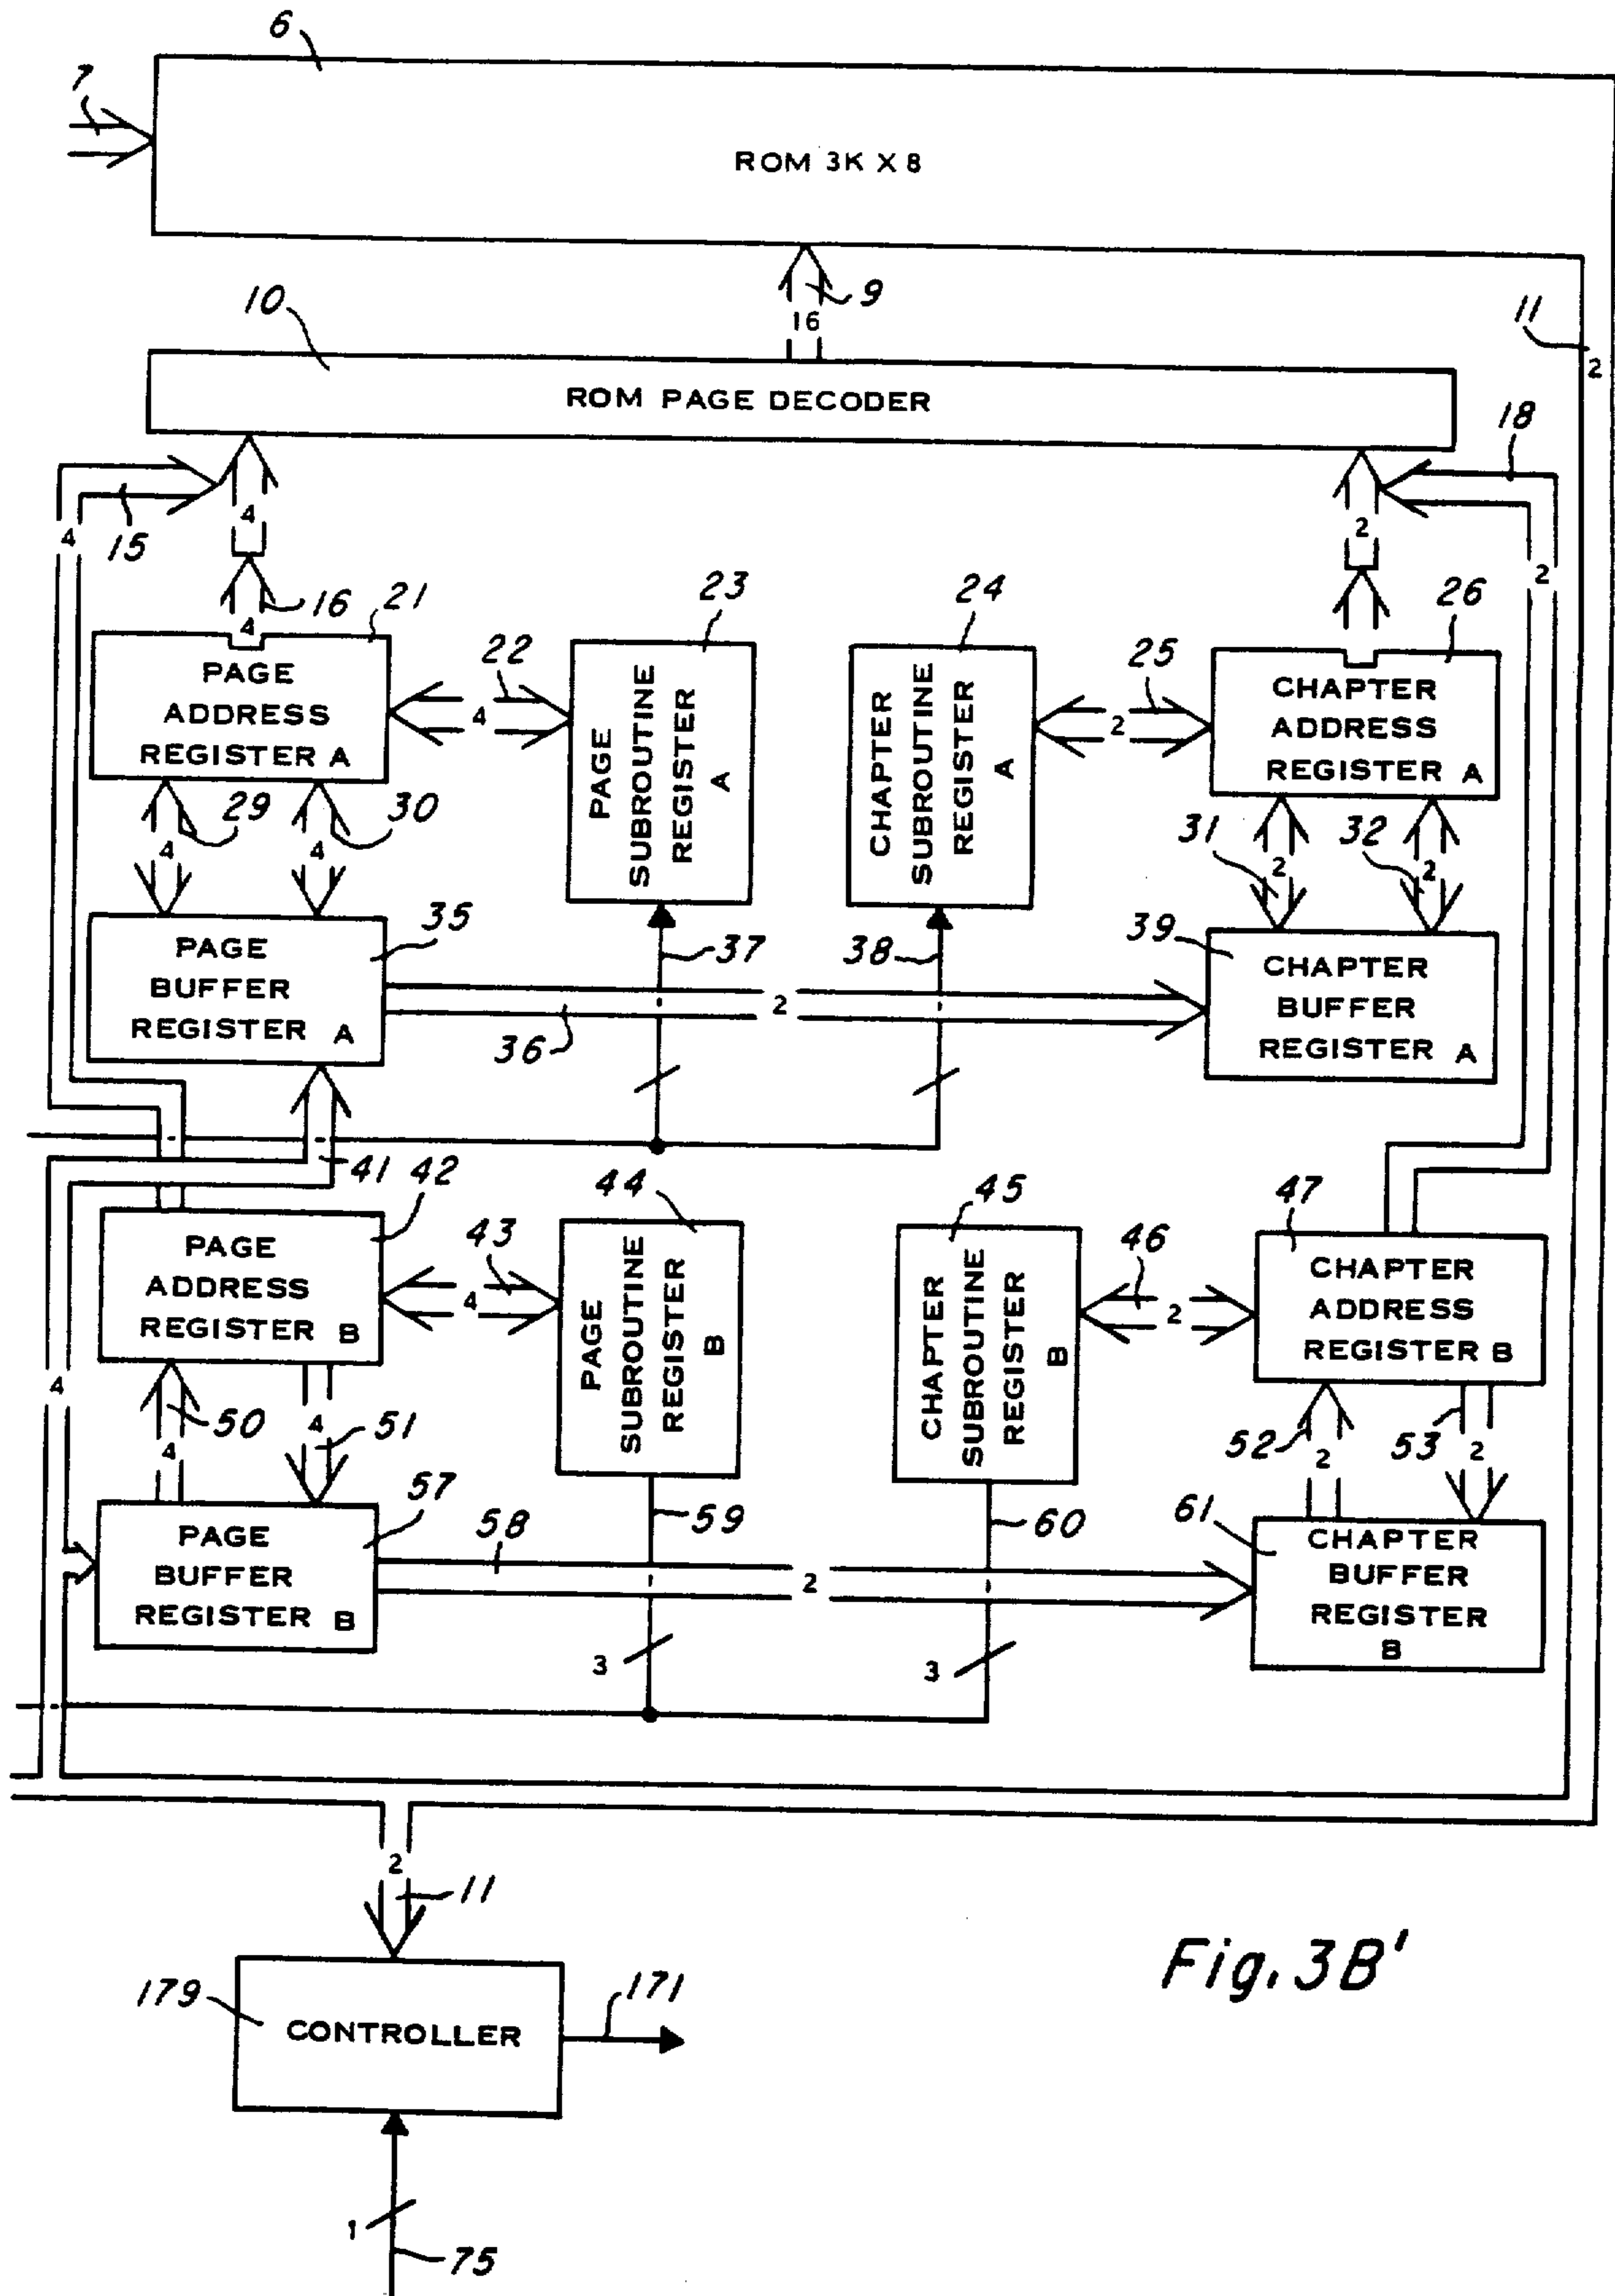 6
7
ROM 3K X 8
9
16
10
11
2
ROM PAGE DECODER
18
4
15
4
2
2
16
4
21
23
24
26
PAGE
ADDRESS
REGISTER A
22
4
PAGE
SUBROUTINE
REGISTER
A
CHAPTER
SUBROUTINE
REGISTER
A
25
2
CHAPTER
ADDRESS
REGISTER A
29
4
30
4
31
2
32
2
35
PAGE
BUFFER
REGISTER A
37
38
39
CHAPTER
BUFFER
REGISTER A
36
2
41
42
44
45
47
PAGE
ADDRESS
REGISTER B
43
4
PAGE
SUBROUTINE
REGISTER
B
CHAPTER
SUBROUTINE
REGISTER
B
46
2
CHAPTER
ADDRESS
REGISTER B
4
50
4
51
4
52
2
53
2
57
PAGE
BUFFER
REGISTER B
58
2
59
60
61
CHAPTER
BUFFER
REGISTER
B
3
3
2
11
179
CONTROLLER
171
Fig. 3B'
1
75